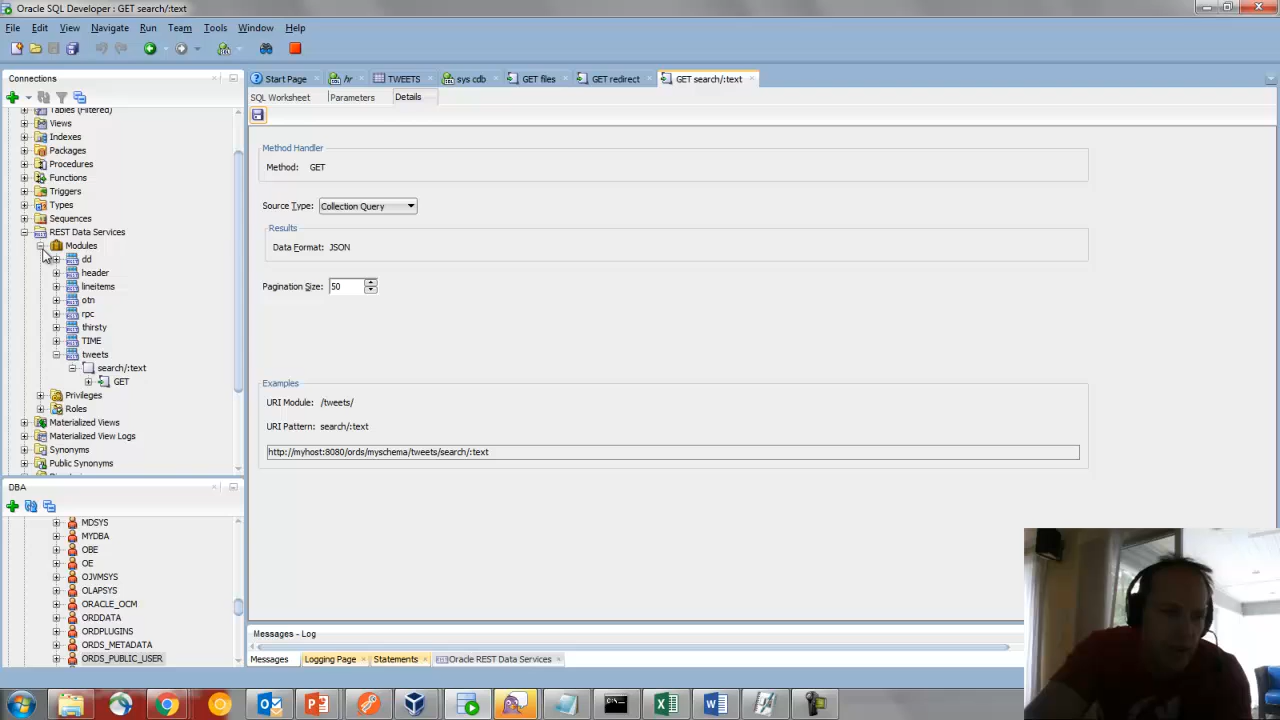 Oracle SQL Developer : GET search/:text
File Edit View Navigate Run Team Tools Window Help
Connections
Tables (Filtered)
Views
Indexes
Packages
Procedures
Functions
Triggers
Types
Sequences
REST Data Services
Modules
dd
header
lineitems
otn
rpc
thirsty
TIME
tweets
search/:text
GET
Privileges
Roles
Materialized Views
Materialized View Logs
Synonyms
Public Synonyms
DBA
MDSYS
MYDBA
OBE
OE
OJVMSYS
OLAPSYS
ORACLE_OCM
ORDDATA
ORDPLUGINS
ORDS_METADATA
ORDS_PUBLIC_USER
Start Page hr TWEETS sys cdb GET files GET redirect GET search/:text
SQL Worksheet Parameters Details
Method Handler
Method: GET
Source Type: Collection Query
Results
Data Format: JSON
Pagination Size: 50
Examples
URI Module: /tweets/
URI Pattern: search/:text
http://myhost:8080/ords/myschema/tweets/search/:text
Messages - Log
Messages Logging Page Statements Oracle REST Data Services